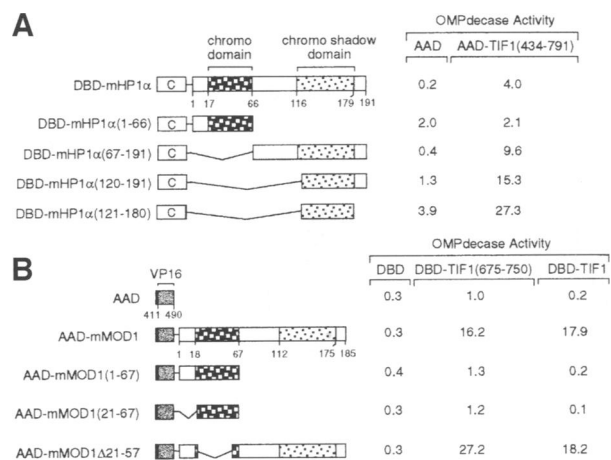 A
OMPdecase Activity
chromo domain
chromo shadow domain
AAD AAD-TIF1(434-791)
DBD-mHP1α C 0.2 4.0
1 17 66 116 179 191
DBD-mHP1α(1-66) C 2.0 2.1
DBD-mHP1α(67-191) C 0.4 9.6
DBD-mHP1α(120-191) C 1.3 15.3
DBD-mHP1α(121-180) C 3.9 27.3
B
OMPdecase Activity
VP16
DBD DBD-TIF1(675-750) DBD-TIF1
AAD 0.3 1.0 0.2
411 490
AAD-mMOD1 0.3 16.2 17.9
1 18 67 112 175 185
AAD-mMOD1(1-67) 0.4 1.3 0.2
AAD-mMOD1(21-67) 0.3 1.2 0.1
AAD-mMOD1Δ21-57 0.3 27.2 18.2